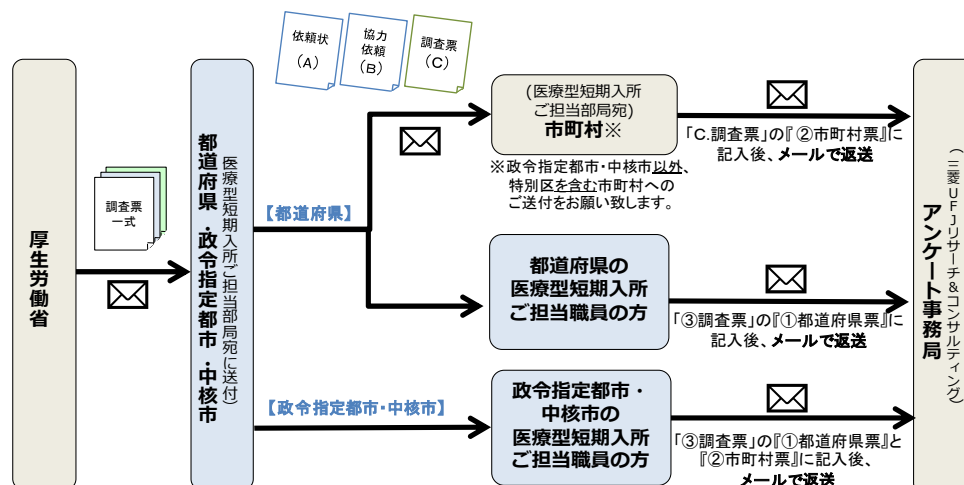 依頼状
(A)
協力
依頼
(B)
調査票
(C)
調査票
一式
厚生労働省
都道府県・政令指定都市・中核市
(医療型短期入所ご担当部局宛に送付)
【都道府県】
【政令指定都市・中核市】
(医療型短期入所
ご担当部局宛)
市町村※
※政令指定都市・中核市以外、
特別区を含む市町村への
ご送付をお願い致します。
都道府県の
医療型短期入所
ご担当職員の方
政令指定都市・
中核市の
医療型短期入所
ご担当職員の方
「C.調査票」の『②市町村票』に
記入後、メールで返送
「③調査票」の『①都道府県票』に
記入後、メールで返送
「③調査票」の『①都道府県票』と
『②市町村票』に記入後、
メールで返送
アンケート事務局
(三菱UFJリサーチ&コンサルティング)